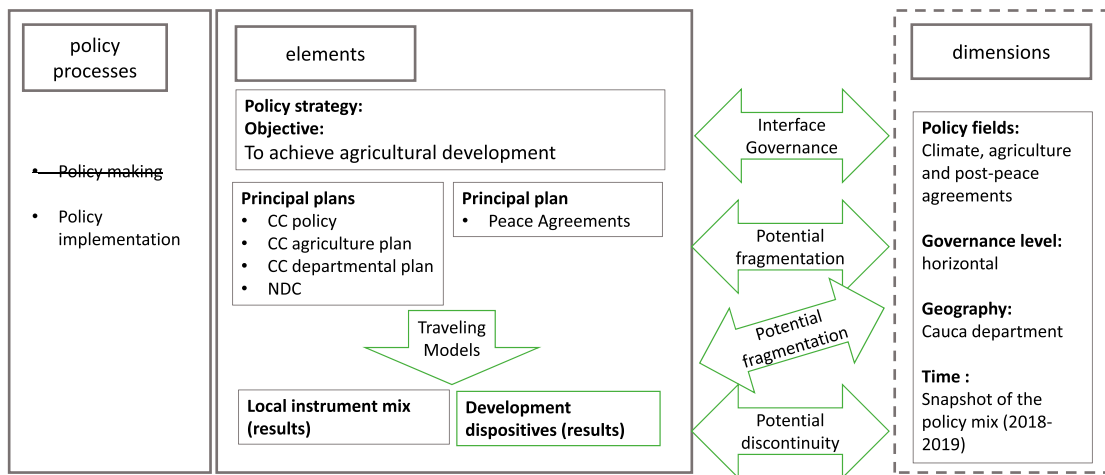 policy
processes
• Policy making
• Policy
implementation
elements
Policy strategy:
Objective:
To achieve agricultural development
Principal plans
• CC policy
• CC agriculture plan
• CC departmental plan
• NDC
Principal plan
• Peace Agreements
Traveling
Models
Local instrument mix
(results)
Development
dispositives (results)
Interface
Governance
Potential
fragmentation
Potential
fragmentation
Potential
discontinuity
dimensions
Policy fields:
Climate, agriculture
and post-peace
agreements
Governance level:
horizontal
Geography:
Cauca department
Time :
Snapshot of the
policy mix (2018-
2019)